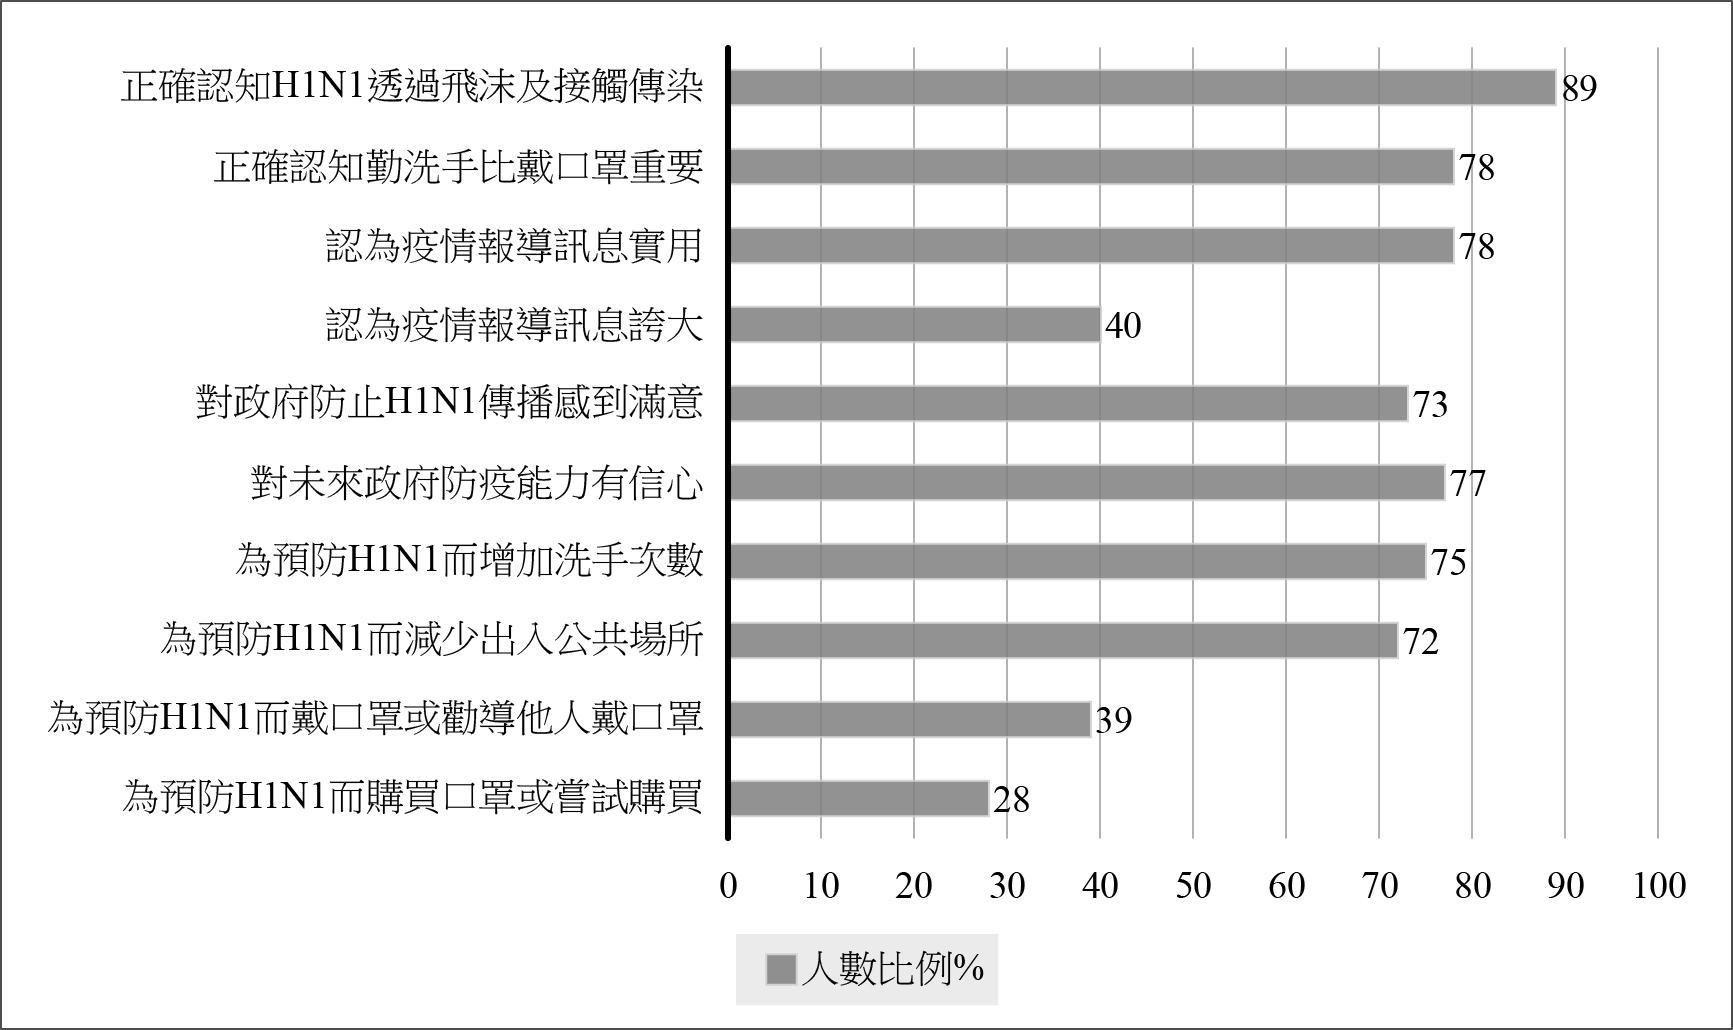 正確認知H1N1透過飛沫及接觸傳染 89
正確認知勤洗手比戴口罩重要 78
認為疫情報導訊息實用 78
認為疫情報導訊息誇大 40
對政府防止H1N1傳播感到滿意 73
對未來政府防疫能力有信心 77
為預防H1N1而增加洗手次數 75
為預防H1N1而減少出入公共場所 72
為預防H1N1而戴口罩或勸導他人戴口罩 39
為預防H1N1而購買口罩或嘗試購買 28
0 10 20 30 40 50 60 70 80 90 100
人數比例%